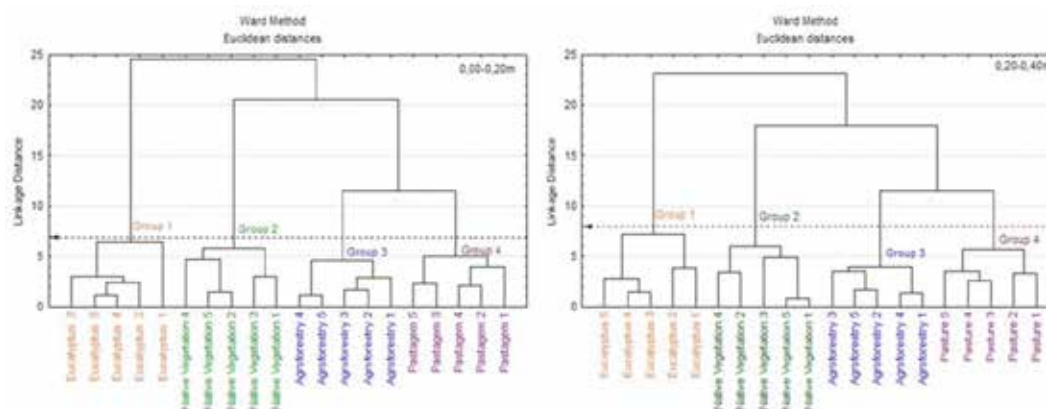 Ward Method
Euclidean distances
0,00-0,20m
Linkage Distance
25
20
15
10
5
0
Group 1
Group 2
Group 3
Group 4
Eucalyptus
Eucalyptus
Eucalyptus 4
Eucalyptus
Eucalyptus 1
Native Vegetation 4
Native Vegetation 5
Native Vegetation 2
Native Vegetation 3
Native Vegetation 1
Agroforestry 4
Agroforestry 5
Agroforestry 3
Agroforestry 2
Agroforestry 1
Pastagem 5
Pastagem 3
Pastagem 4
Pastagem 2
Pastagem 1
Ward Method
Euclidean distances
0,20-0,40m
Linkage Distance
25
20
15
10
5
0
Group 1
Group 2
Group 3
Group 4
Eucalyptus 5
Eucalyptus 4
Eucalyptus 3
Eucalyptus 2
Eucalyptus 1
Native Vegetation 4
Native Vegetation 2
Native Vegetation 3
Native Vegetation 5
Native Vegetation 1
Agroforestry 3
Agroforestry 5
Agroforestry 2
Agroforestry 4
Agroforestry 1
Pasture 5
Pasture 4
Pasture 3
Pasture 2
Pasture 1